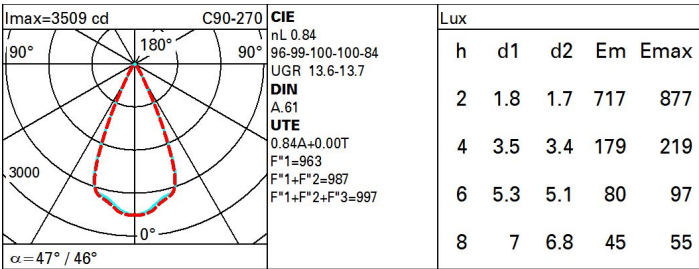 Imax=3509 cd C90-270
90° 180° 90°
3000
0°
α=47° / 46°
CIE
nL 0.84
96-99-100-100-84
UGR 13.6-13.7
DIN
A.61
UTE
0.84A+0.00T
F"1=963
F"1+F"2=987
F"1+F"2+F"3=997
Lux
h d1 d2 Em Emax
2 1.8 1.7 717 877
4 3.5 3.4 179 219
6 5.3 5.1 80 97
8 7 6.8 45 55